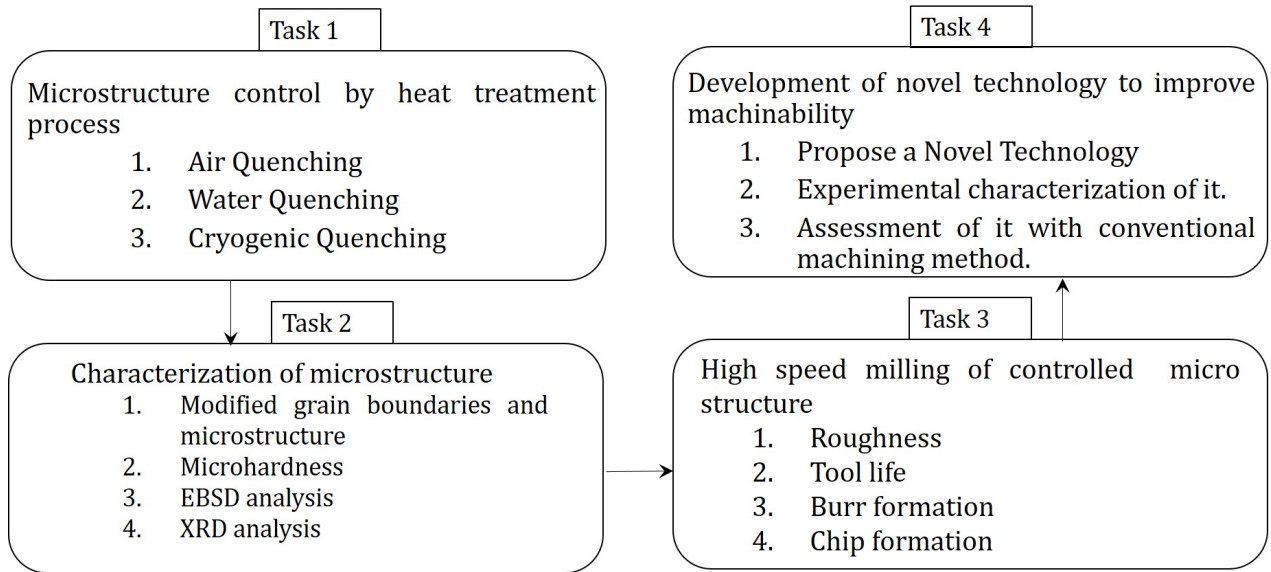 Task 1
Microstructure control by heat treatment
process
1. Air Quenching
2. Water Quenching
3. Cryogenic Quenching
Task 2
Characterization of microstructure
1. Modified grain boundaries and
microstructure
2. Microhardness
3. EBSD analysis
4. XRD analysis
Task 3
High speed milling of controlled micro
structure
1. Roughness
2. Tool life
3. Burr formation
4. Chip formation
Task 4
Development of novel technology to improve
machinability
1. Propose a Novel Technology
2. Experimental characterization of it.
3. Assessment of it with conventional
machining method.